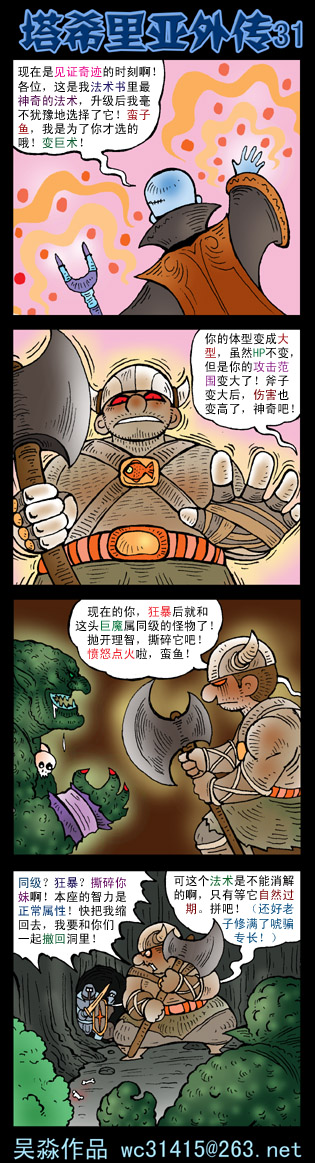 塔希里亚外传31
现在是见证奇迹的时刻啊！
各位，这是我法术书里最
神奇的法术，升级后我毫
不犹豫地选择了它！蛮子
鱼，我是为了你才选的
哦！变巨术！
你的体型变成大
型，虽然HP不变，
但是你的攻击范
围变大了！斧子
变大后，伤害也
变高了，神奇吧！
现在的你，狂暴后就和
这头巨魔属同级的怪物了！
抛开理智，撕碎它吧！
愤怒点火啦，蛮鱼！
同级？狂暴？撕碎你
妹啊！本座的智力是
正常属性！快把我缩
回去，我要和你们
一起撤回洞里！
可这个法术是不能消解
的啊，只有等它自然过
期。拼吧！（还好老
子修满了唬骗
专长！）
吴淼作品 wc31415@263.net